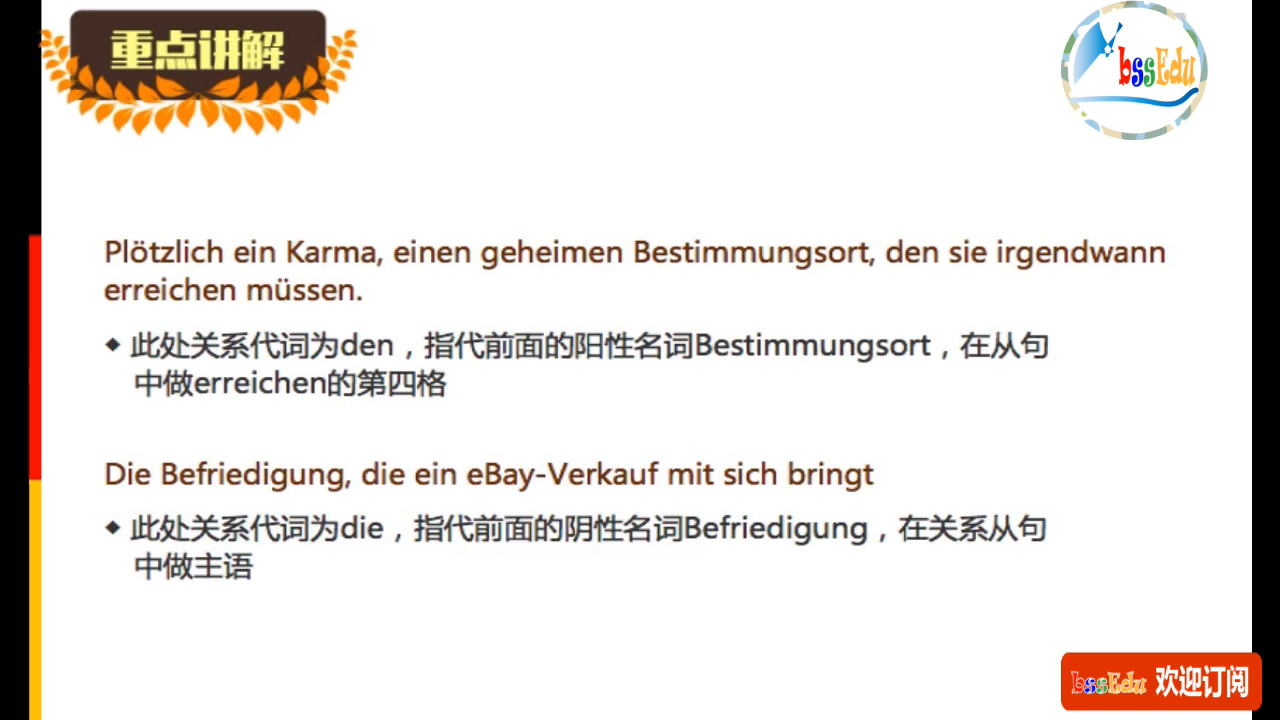 重点讲解
bssEdu
Plötzlich ein Karma, einen geheimen Bestimmungsort, den sie irgendwann
erreichen müssen.
◆ 此处关系代词为den，指代前面的阳性名词Bestimmungsort，在从句
中做erreichen的第四格
Die Befriedigung, die ein eBay-Verkauf mit sich bringt
◆ 此处关系代词为die，指代前面的阴性名词Befriedigung，在关系从句
中做主语
bssEdu 欢迎订阅